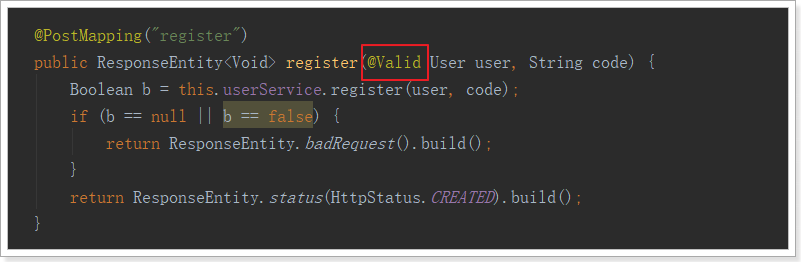 @PostMapping("register")
public ResponseEntity<Void> register(@Valid User user, String code) {
    Boolean b = this.userService.register(user, code);
    if (b == null || b == false) {
        return ResponseEntity.badRequest().build();
    }
    return ResponseEntity.status(HttpStatus.CREATED).build();
}